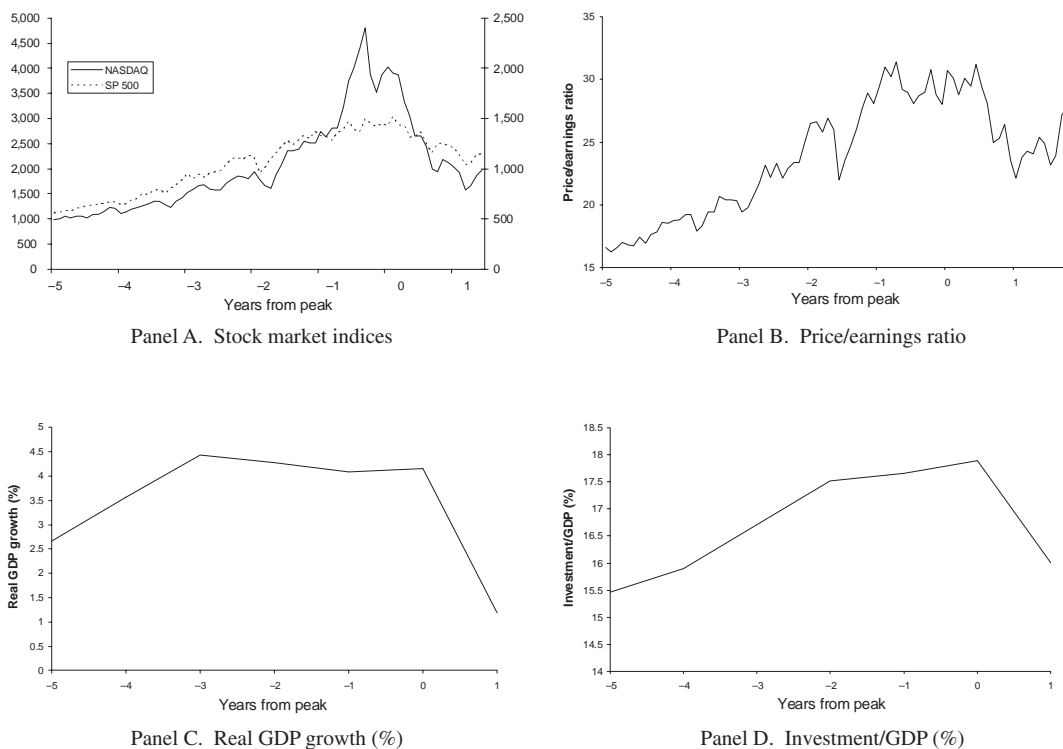 5,000
4,500
4,000
3,500
3,000
2,500
2,000
1,500
1,000
500
0
2,500
2,000
1,500
1,000
500
0
NASDAQ
SP 500
–5 –4 –3 –2 –1 0 1
Years from peak
Panel A. Stock market indices
Price/earnings ratio
35
30
25
20
15
–5 –4 –3 –2 –1 0 1
Years from peak
Panel B. Price/earnings ratio
Real GDP growth (%)
5
4.5
4
3.5
3
2.5
2
1.5
1
0.5
0
–5 –4 –3 –2 –1 0 1
Years from peak
Panel C. Real GDP growth (%)
Investment/GDP (%)
18.5
18
17.5
17
16.5
16
15.5
15
14.5
14
–5 –4 –3 –2 –1 0 1
Years from peak
Panel D. Investment/GDP (%)